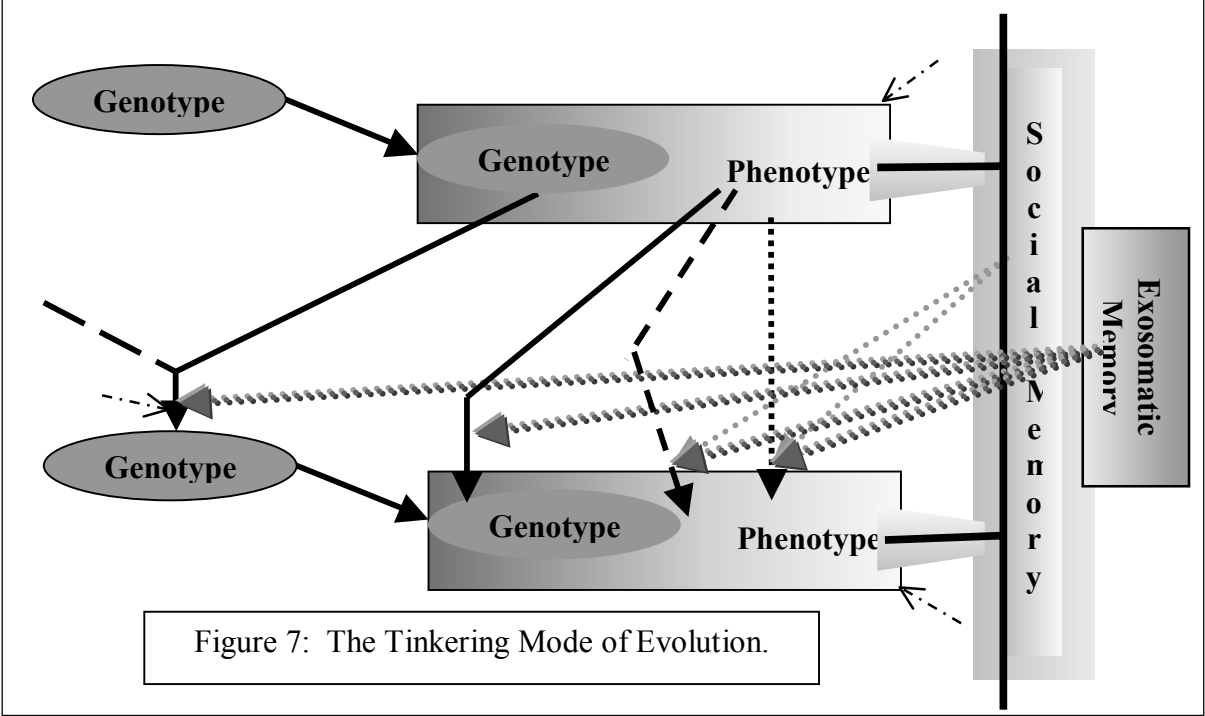 Genotype
Genotype
Phenotype
Social Memory
Exosomatic
Memory
Genotype
Genotype
Phenotype
Figure 7: The Tinkering Mode of Evolution.